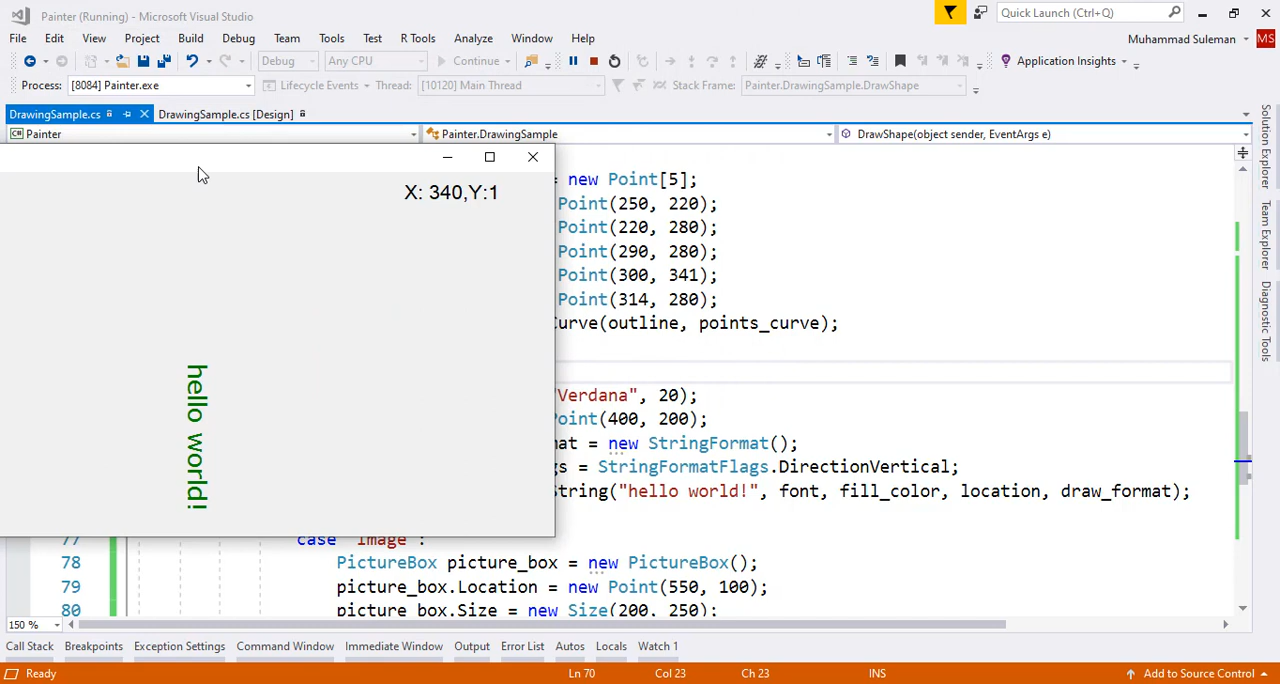 Painter (Running) - Microsoft Visual Studio
Quick Launch (Ctrl+Q)
File Edit View Project Build Debug Team Tools Test R Tools Analyze Window Help
Muhammad Suleman MS
Debug Any CPU Continue Application Insights
Process: [8084] Painter.exe Lifecycle Events Thread: [10120] Main Thread Stack Frame: Painter.DrawingSample.DrawShape
DrawingSample.cs DrawingSample.cs [Design]
Painter Painter.DrawingSample DrawShape(object sender, EventArgs e)
X: 340,Y:1
hello world!
= new Point[5];
Point(250, 220);
Point(220, 280);
Point(290, 280);
Point(300, 341);
Point(314, 280);
Curve(outline, points_curve);
"Verdana", 20);
Point(400, 200);
mat = new StringFormat();
gs = StringFormatFlags.DirectionVertical;
String("hello world!", font, fill_color, location, draw_format);
77 case "Image":
78 PictureBox picture_box = new PictureBox();
79 picture_box.Location = new Point(550, 100);
80 picture_box.Size = new Size(200, 250);
Solution Explorer
Team Explorer
Diagnostic Tools
150 %
Call Stack Breakpoints Exception Settings Command Window Immediate Window Output Error List Autos Locals Watch 1
Ready Ln 70 Col 23 Ch 23 INS Add to Source Control